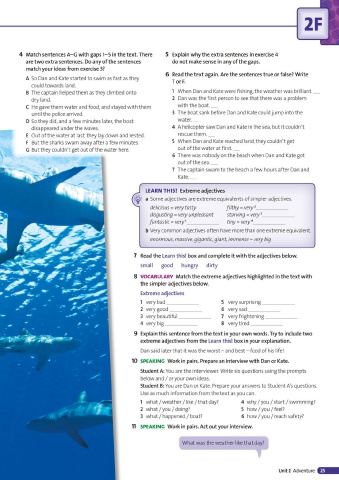 2F
4 Match sentences A–G with gaps 1–5 in the text. There
are two extra sentences. Do any of the sentences
match your ideas from exercise 3?
A So Dan and Kate started to swim as fast as they
could towards land.
B The captain helped them as they climbed onto
dry land.
C He gave them water and food, and stayed with them
until the police arrived.
D So they did, and a few minutes later, the boat
disappeared under the waves.
E Out of the water at last, they lay down and rested.
F But the sharks swam away after a few minutes.
G But they couldn't get out of the water here.
5 Explain why the extra sentences in exercise 4
do not make sense in any of the gaps.
6 Read the text again. Are the sentences true or false? Write
T or F.
1 When Dan and Kate were fishing, the weather was brilliant. ___
2 Dan was the first person to see that there was a problem
with the boat. ___
3 The boat sank before Dan and Kate could jump into the
water. ___
4 A helicopter saw Dan and Kate in the sea, but it couldn't
rescue them. ___
5 When Dan and Kate reached land, they couldn't get
out of the water at first. ___
6 There was nobody on the beach when Dan and Kate got
out of the sea. ___
7 The captain swam to the beach a few hours after Dan and
Kate. ___
LEARN THIS! Extreme adjectives
a Some adjectives are extreme equivalents of simpler adjectives.
delicious = very tasty filthy = very ² ___
disgusting = very unpleasant starving = very ³ ___
fantastic = very ¹ ___ tiny = very ⁴ ___
b Very common adjectives often have more than one extreme equivalent.
enormous, massive, gigantic, giant, immense = very big
7 Read the Learn this! box and complete it with the adjectives below.
small good hungry dirty
8 VOCABULARY Match the extreme adjectives highlighted in the text with
the simpler adjectives below.
Extreme adjectives
1 very bad ___ 5 very surprising ___
2 very good ___ 6 very sad ___
3 very beautiful ___ 7 very frightening ___
4 very big ___ 8 very tired ___
9 Explain this sentence from the text in your own words. Try to include two
extreme adjectives from the Learn this! box in your explanation.
Dan said later that it was the worst – and best – food of his life!
10 SPEAKING Work in pairs. Prepare an interview with Dan or Kate.
Student A: You are the interviewer. Write six questions using the prompts
below and / or your own ideas.
Student B: You are Dan or Kate. Prepare your answers to Student A's questions.
Use as much information from the text as you can.
1 what / weather / like / that day? 4 why / you / start / swimming?
2 what / you / doing? 5 how / you / feel?
3 what / happened / boat? 6 how / you / reach safety?
11 SPEAKING Work in pairs. Act out your interview.
What was the weather like that day?
Unit 2 Adventure 25